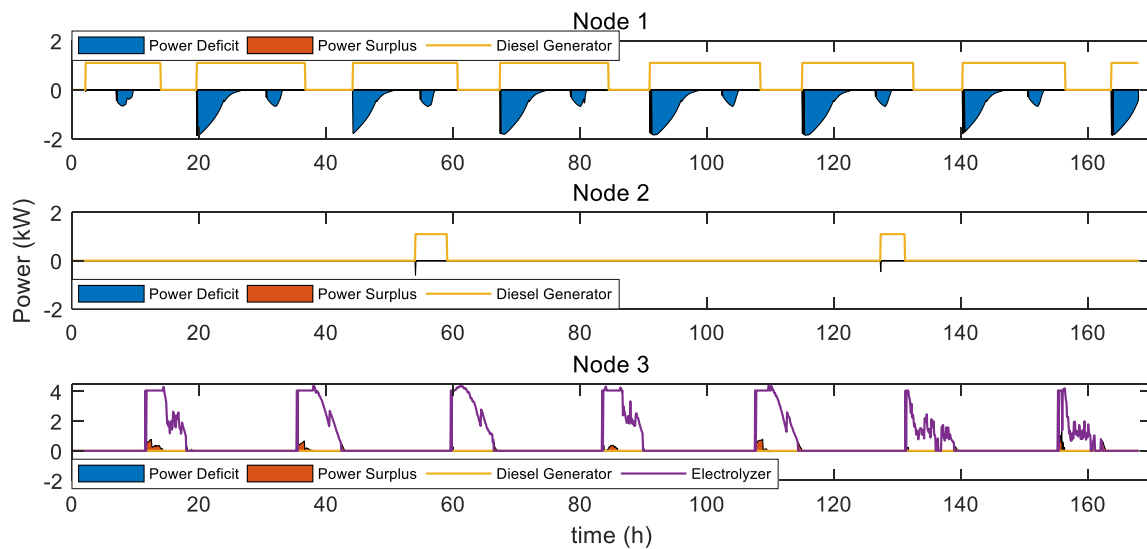 Node 1
2
Power Deficit Power Surplus Diesel Generator
0
-2
0 20 40 60 80 100 120 140 160
Node 2
2
0
Power Deficit Power Surplus Diesel Generator
-2
0 20 40 60 80 100 120 140 160
Power (kW)
Node 3
4
2
0
Power Deficit Power Surplus Diesel Generator Electrolyzer
-2
0 20 40 60 80 100 120 140 160
time (h)